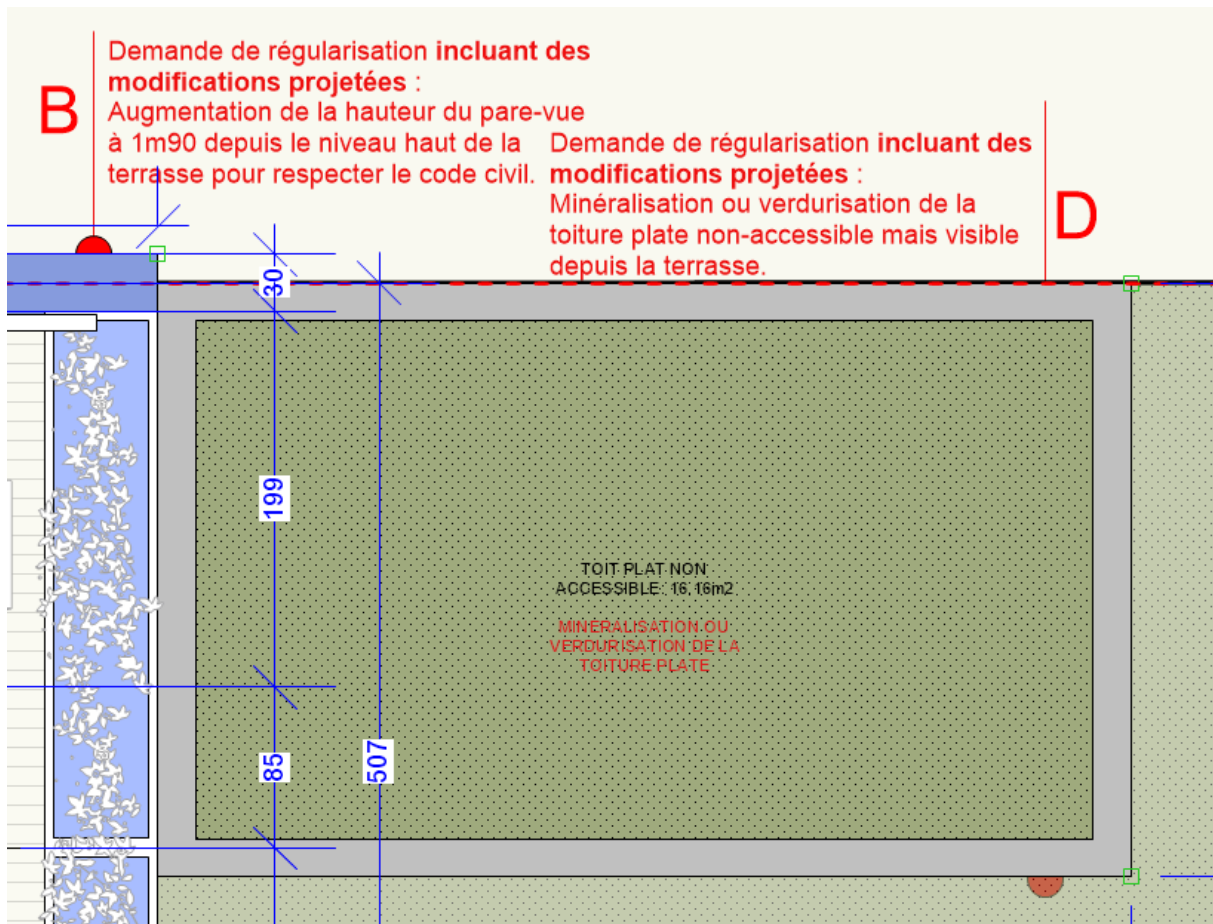 B
Demande de régularisation incluant des
modifications projetées :
Augmentation de la hauteur du pare-vue
à 1m90 depuis le niveau haut de la
terrasse pour respecter le code civil.
Demande de régularisation incluant des
modifications projetées :
Minéralisation ou verdurisation de la
toiture plate non-accessible mais visible
depuis la terrasse.
D
30
199
85
507
TOIT PLAT NON
ACCESSIBLE: 16,16m2
MINERALISATION OU
VERDURISATION DE LA
TOITURE PLATE